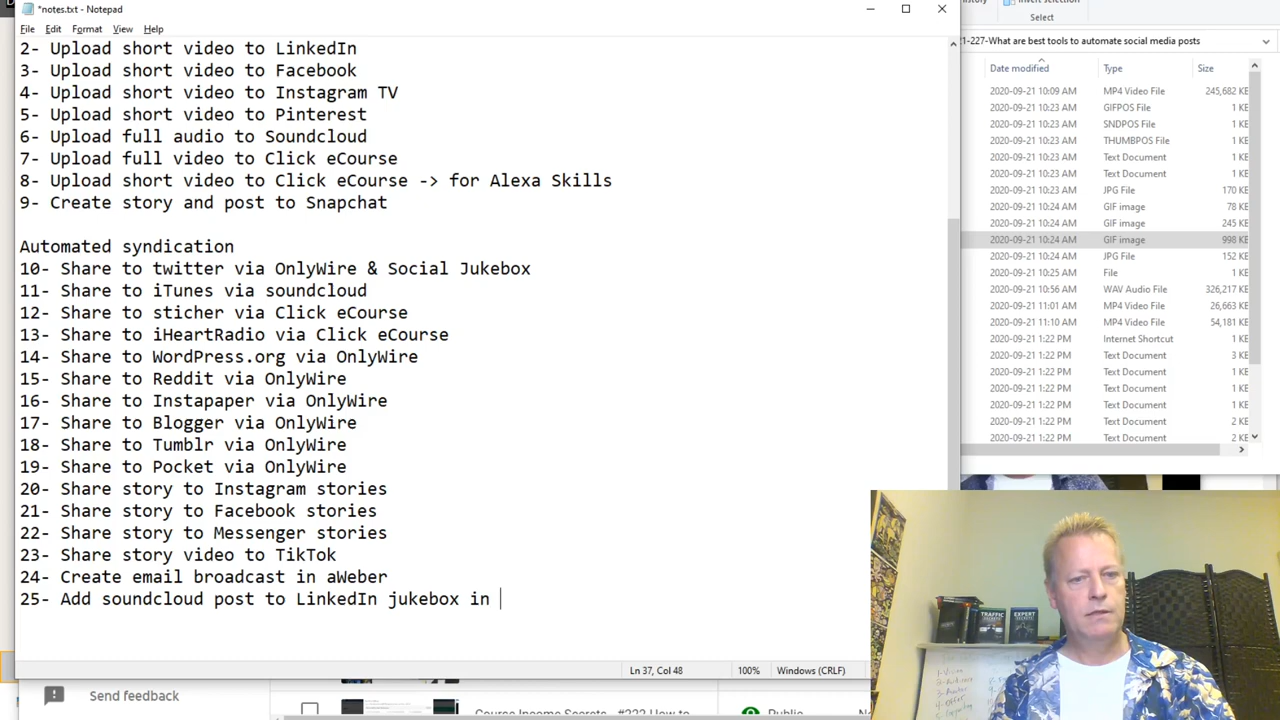 *notes.txt - Notepad
File Edit Format View Help
2- Upload short video to LinkedIn
3- Upload short video to Facebook
4- Upload short video to Instagram TV
5- Upload short video to Pinterest
6- Upload full audio to Soundcloud
7- Upload full video to Click eCourse
8- Upload short video to Click eCourse -> for Alexa Skills
9- Create story and post to Snapchat
Automated syndication
10- Share to twitter via OnlyWire & Social Jukebox
11- Share to iTunes via soundcloud
12- Share to sticher via Click eCourse
13- Share to iHeartRadio via Click eCourse
14- Share to WordPress.org via OnlyWire
15- Share to Reddit via OnlyWire
16- Share to Instapaper via OnlyWire
17- Share to Blogger via OnlyWire
18- Share to Tumblr via OnlyWire
19- Share to Pocket via OnlyWire
20- Share story to Instagram stories
21- Share story to Facebook stories
22- Share story to Messenger stories
23- Share story video to TikTok
24- Create email broadcast in aWeber
25- Add soundcloud post to LinkedIn jukebox in
Ln 37, Col 48 100% Windows (CRLF)
Send feedback
Public
Select
21-227-What are best tools to automate social media posts
Date modified Type Size
2020-09-21 10:09 AM MP4 Video File 245,682 KB
2020-09-21 10:23 AM GIFPOS File 1 KB
2020-09-21 10:23 AM SNDPOS File 1 KB
2020-09-21 10:23 AM THUMBPOS File 1 KB
2020-09-21 10:23 AM Text Document 1 KB
2020-09-21 10:23 AM Text Document 1 KB
2020-09-21 10:23 AM JPG File 170 KB
2020-09-21 10:24 AM GIF image 78 KB
2020-09-21 10:24 AM GIF image 245 KB
2020-09-21 10:24 AM GIF image 998 KB
2020-09-21 10:24 AM JPG File 152 KB
2020-09-21 10:25 AM File 1 KB
2020-09-21 10:56 AM WAV Audio File 326,217 KB
2020-09-21 11:01 AM MP4 Video File 26,663 KB
2020-09-21 11:10 AM MP4 Video File 54,181 KB
2020-09-21 1:22 PM Internet Shortcut 1 KB
2020-09-21 1:22 PM Text Document 3 KB
2020-09-21 1:22 PM Text Document 1 KB
2020-09-21 1:22 PM Text Document 1 KB
2020-09-21 1:22 PM Text Document 2 KB
2020-09-21 1:22 PM Text Document 2 KB
TRAFFIC SECRETS
EXPERT SECRETS